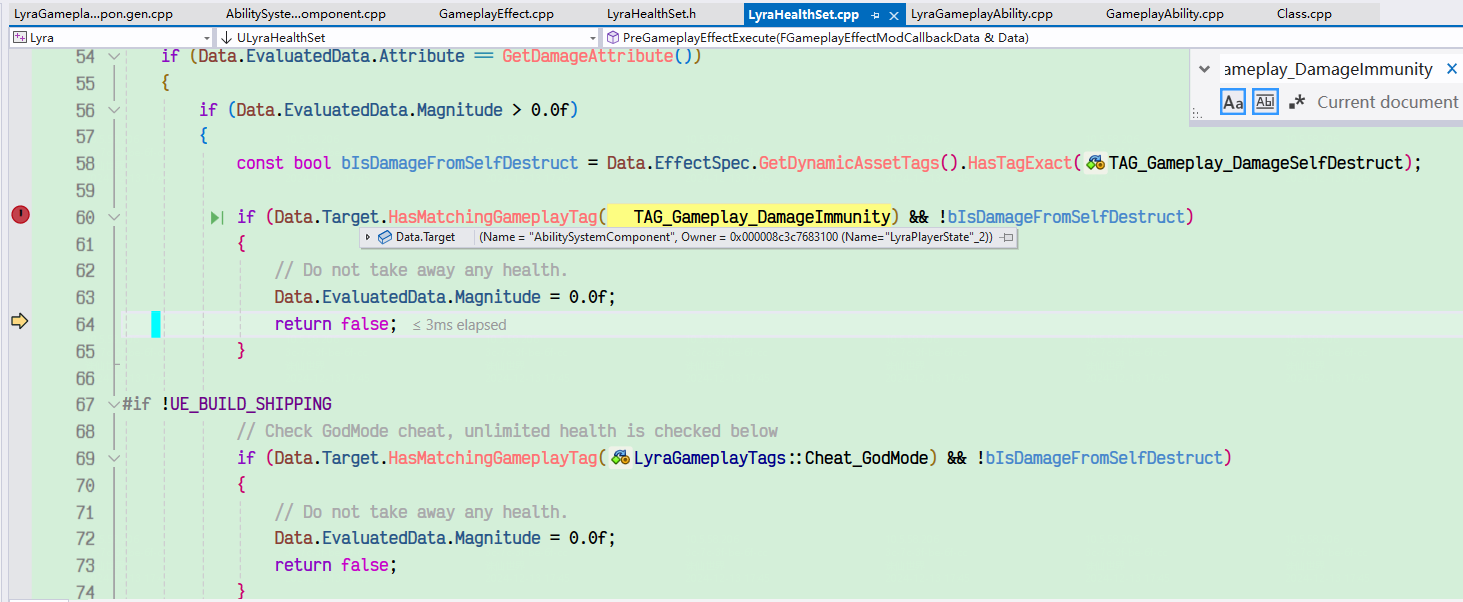 LyraGamepla...pon.gen.cpp AbilitySyste...omponent.cpp GameplayEffect.cpp LyraHealthSet.h LyraHealthSet.cpp LyraGameplayAbility.cpp GameplayAbility.cpp Class.cpp
Lyra ULyraHealthSet PreGameplayEffectExecute(FGameplayEffectModCallbackData & Data)
ameplay_DamageImmunity
Aa Abl .* Current document
54 if (Data.EvaluatedData.Attribute == GetDamageAttribute())
55 {
56 if (Data.EvaluatedData.Magnitude > 0.0f)
57 {
58 const bool bIsDamageFromSelfDestruct = Data.EffectSpec.GetDynamicAssetTags().HasTagExact(TAG_Gameplay_DamageSelfDestruct);
59
60 if (Data.Target.HasMatchingGameplayTag( TAG_Gameplay_DamageImmunity) && !bIsDamageFromSelfDestruct)
Data.Target (Name = "AbilitySystemComponent", Owner = 0x000008c3c7683100 (Name="LyraPlayerState"_2))
61 {
62 // Do not take away any health.
63 Data.EvaluatedData.Magnitude = 0.0f;
64 return false; ≤ 3ms elapsed
65 }
66
67 #if !UE_BUILD_SHIPPING
68 // Check GodMode cheat, unlimited health is checked below
69 if (Data.Target.HasMatchingGameplayTag(LyraGameplayTags::Cheat_GodMode) && !bIsDamageFromSelfDestruct)
70 {
71 // Do not take away any health.
72 Data.EvaluatedData.Magnitude = 0.0f;
73 return false;
74 }